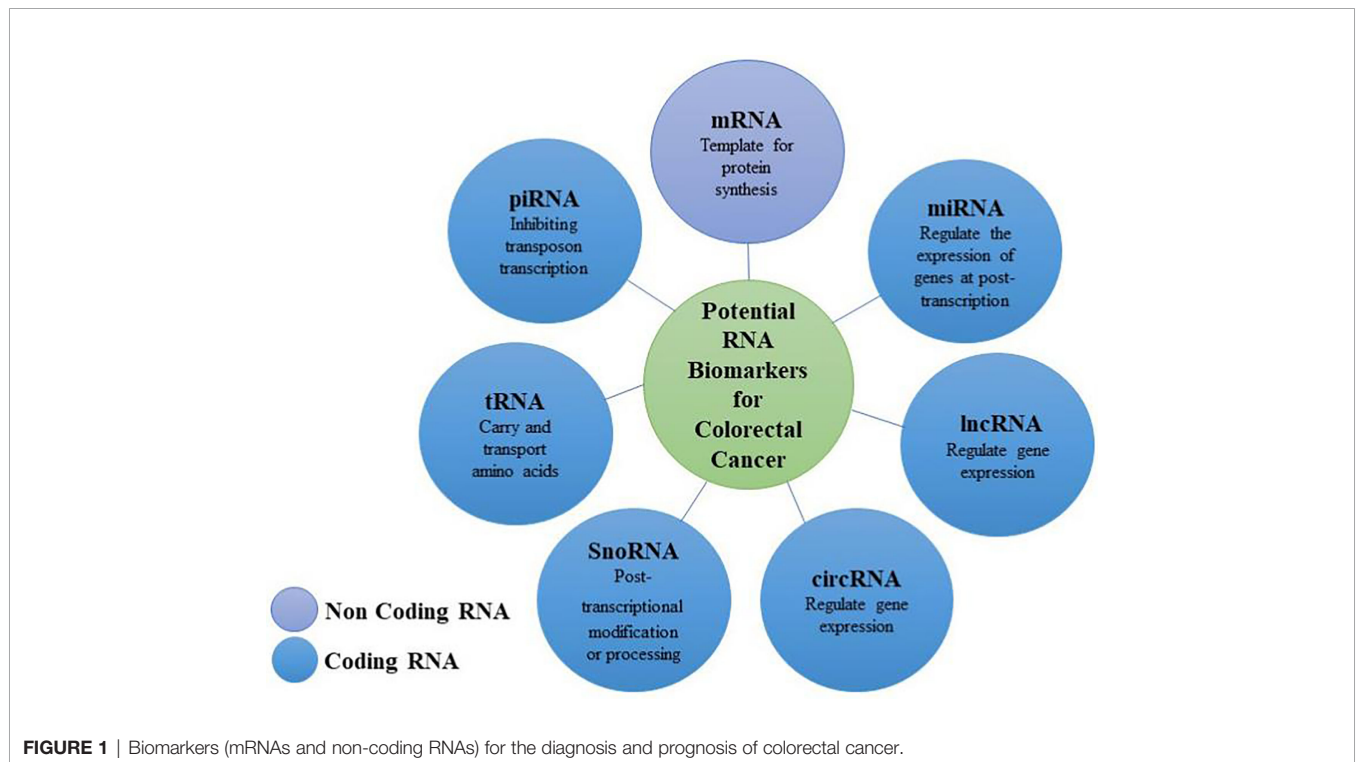 mRNA
Template for
protein
synthesis
miRNA
Regulate the
expression of
genes at post-
transcription
lncRNA
Regulate gene
expression
circRNA
Regulate gene
expression
SnoRNA
Post-
transcriptional
modification
or processing
tRNA
Carry and
transport
amino acids
piRNA
Inhibiting
transposon
transcription
Potential
RNA
Biomarkers
for
Colorectal
Cancer
Non Coding RNA
Coding RNA
FIGURE 1 | Biomarkers (mRNAs and non-coding RNAs) for the diagnosis and prognosis of colorectal cancer.